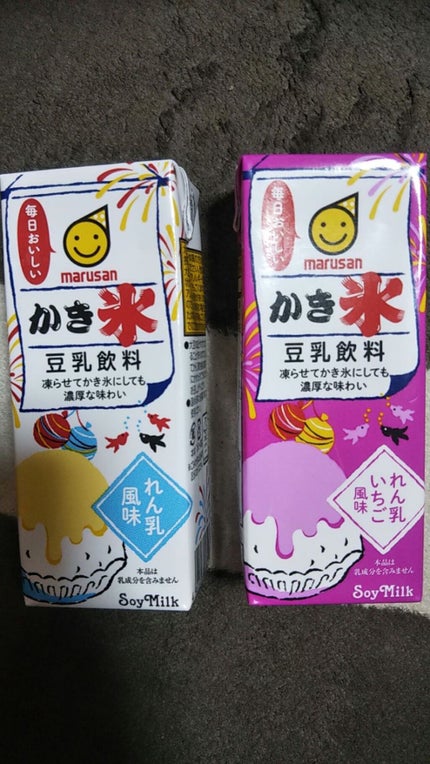 毎日おいしい
marusan
かき氷
豆乳飲料
凍らせてかき氷にしても
濃厚な味わい
れん乳
風味
本品は
乳成分を含みません
SoyMilk
毎日おいしい
marusan
かき氷
豆乳飲料
凍らせてかき氷にしても
濃厚な味わい
れん乳
いちご
風味
本品は
乳成分を含みません
SoyMilk